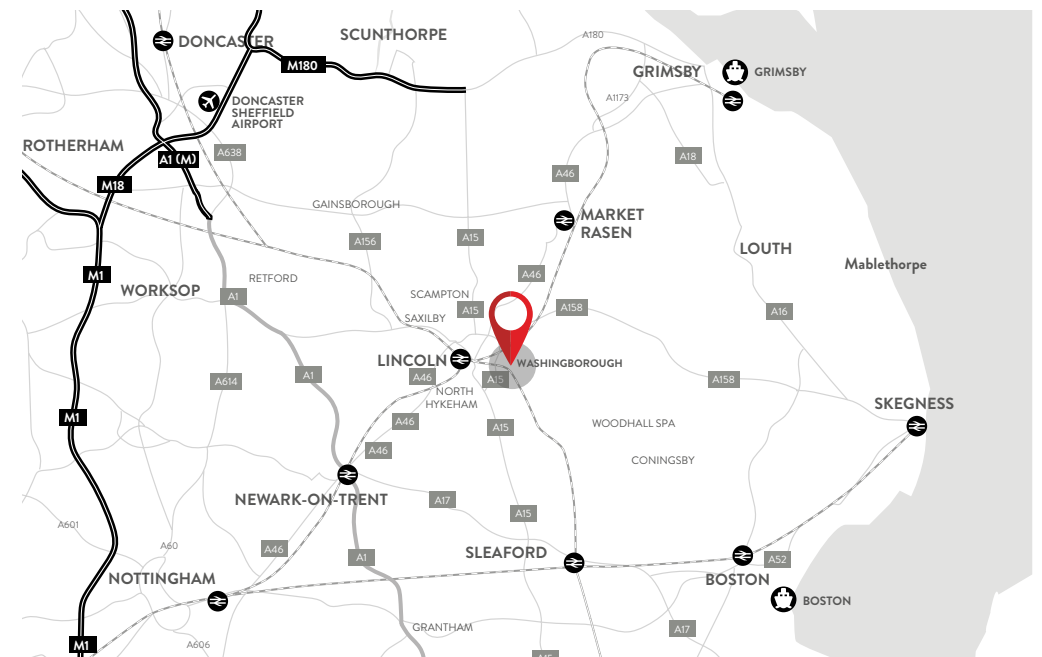 A180
SCUNTHORPE
DONCASTER
M180
GRIMSBY
GRIMSBY
A1173
DONCASTER
SHEFFIELD
AIRPORT
ROTHERHAM
A1 (M)
A638
A18
A46
M18
GAINSBOROUGH
MARKET
RASEN
A156
A15
LOUTH
Mablethorpe
M1
RETFORD
A46
WORKSOP
A1
SCAMPTON
A15
A158
A16
SAXILBY
LINCOLN
WASHINGBOROUGH
A614
A1
A46
A15
A158
NORTH
HYKEHAM
SKEGNESS
M1
A46
A15
WOODHALL SPA
A46
CONINGSBY
NEWARK-ON-TRENT
A17
A15
A601
A60
A46
A1
SLEAFORD
A52
NOTTINGHAM
BOSTON
BOSTON
GRANTHAM
A17
M1
A606